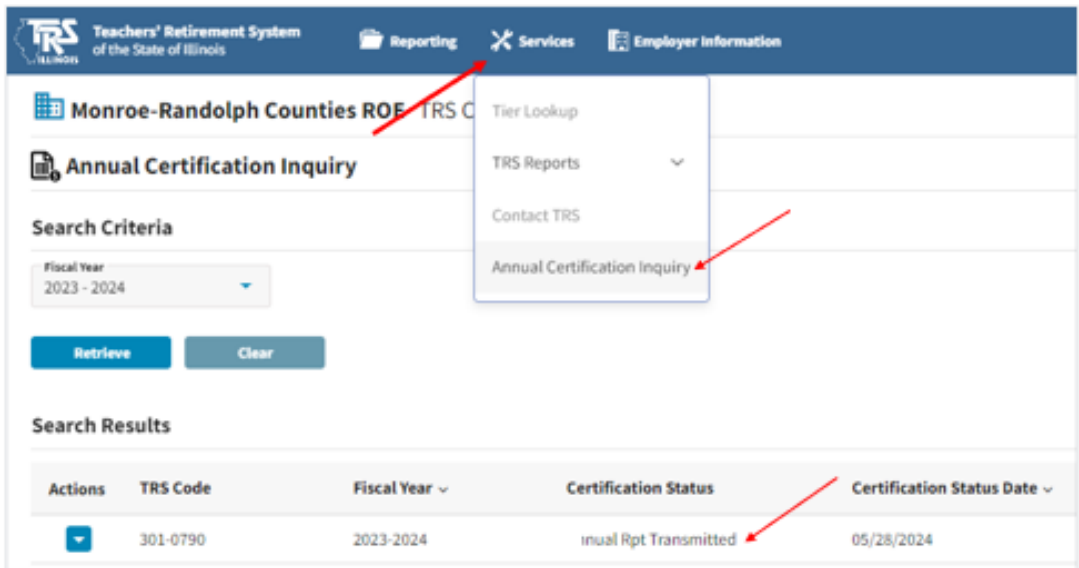 TRS Teachers' Retirement System Reporting Services Employer Information
ILLINOIS of the State of Illinois
Monroe-Randolph Counties ROE TRS C
Tier Lookup
Annual Certification Inquiry
TRS Reports
Search Criteria
Contact TRS
Fiscal Year
2023 - 2024
Annual Certification Inquiry
Retrieve Clear
Search Results
Actions TRS Code Fiscal Year Certification Status Certification Status Date
301-0790 2023-2024 nnual Rpt Transmitted 05/28/2024